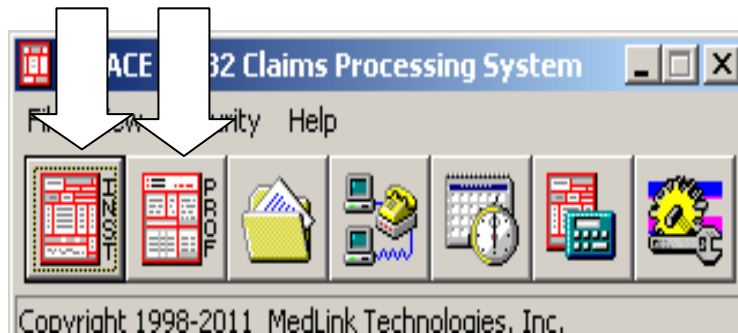 ACE 32 Claims Processing System
Help
INST PROF
Copyright 1998-2011 MedLink Technologies, Inc.